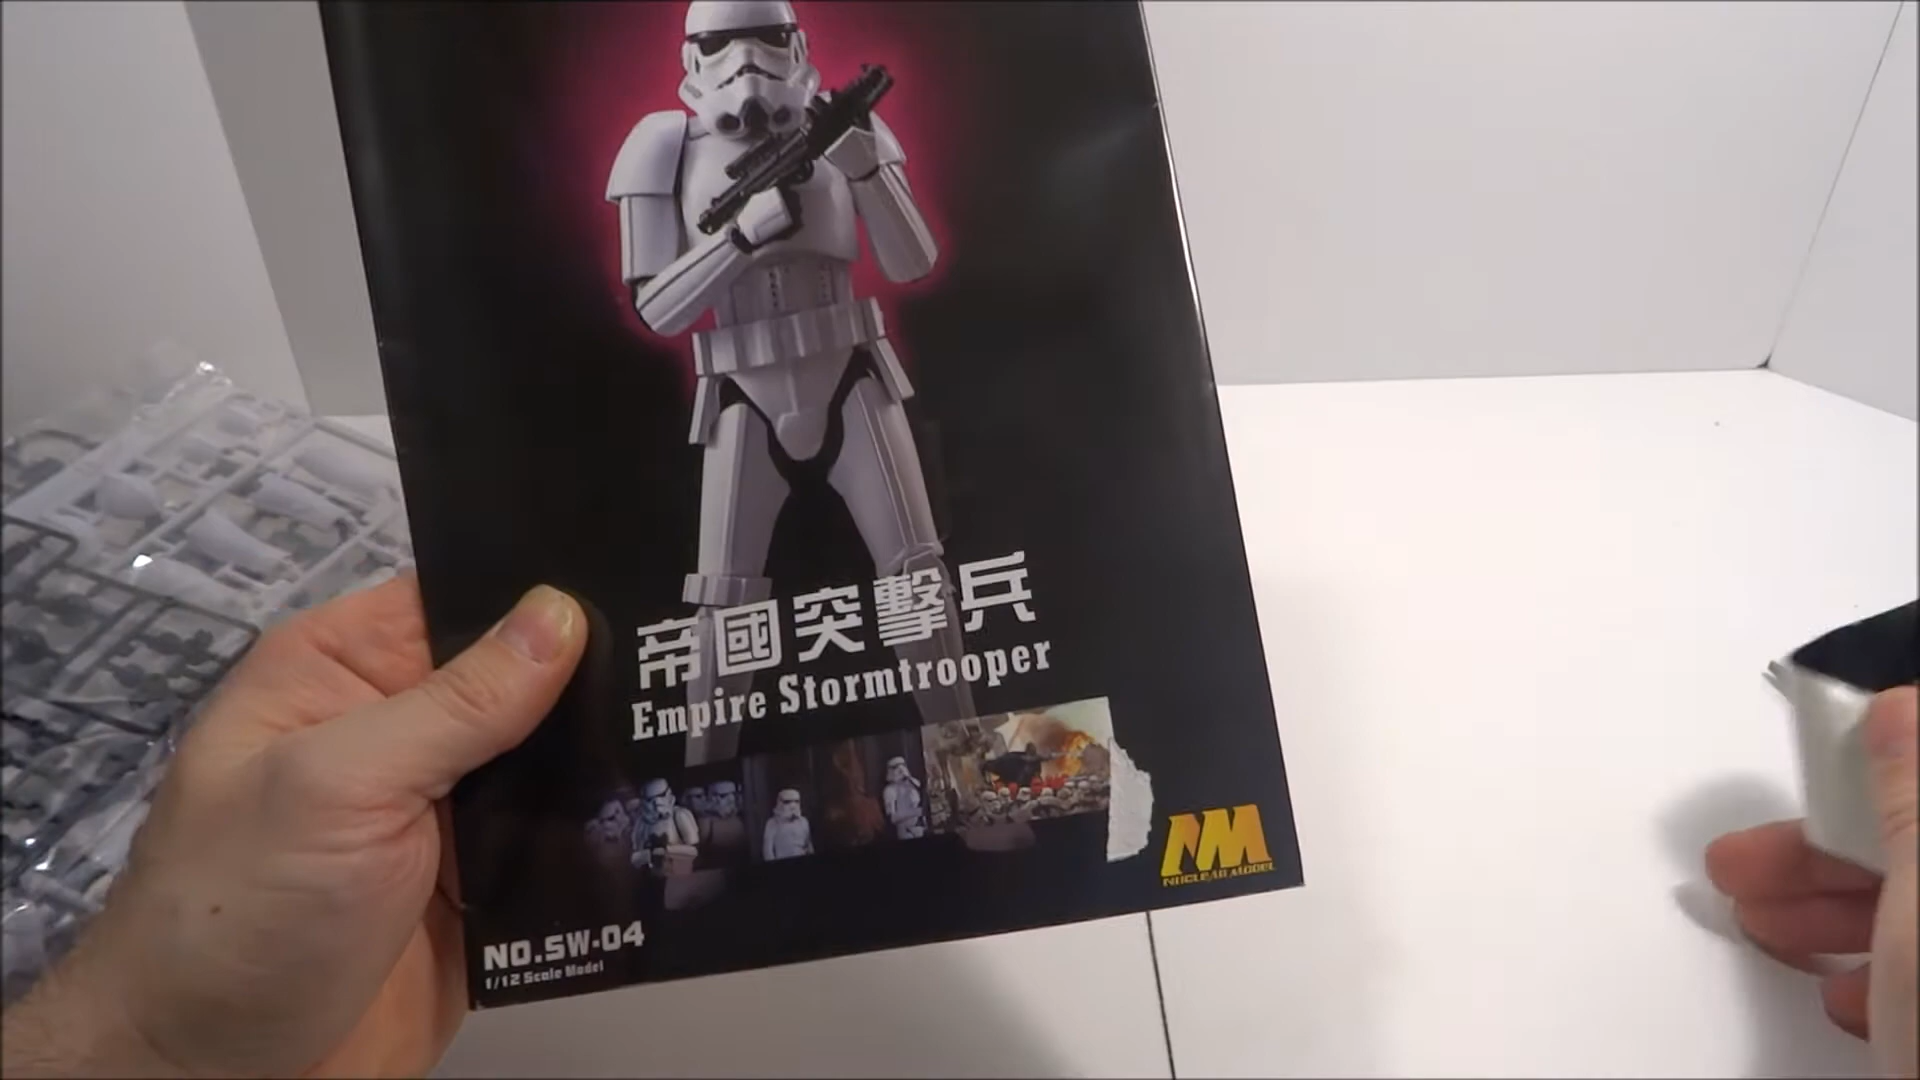 帝國突擊兵
Empire Stormtrooper
NM
NUCLEAR MODEL
NO.SW-04
1/12 Scale Model